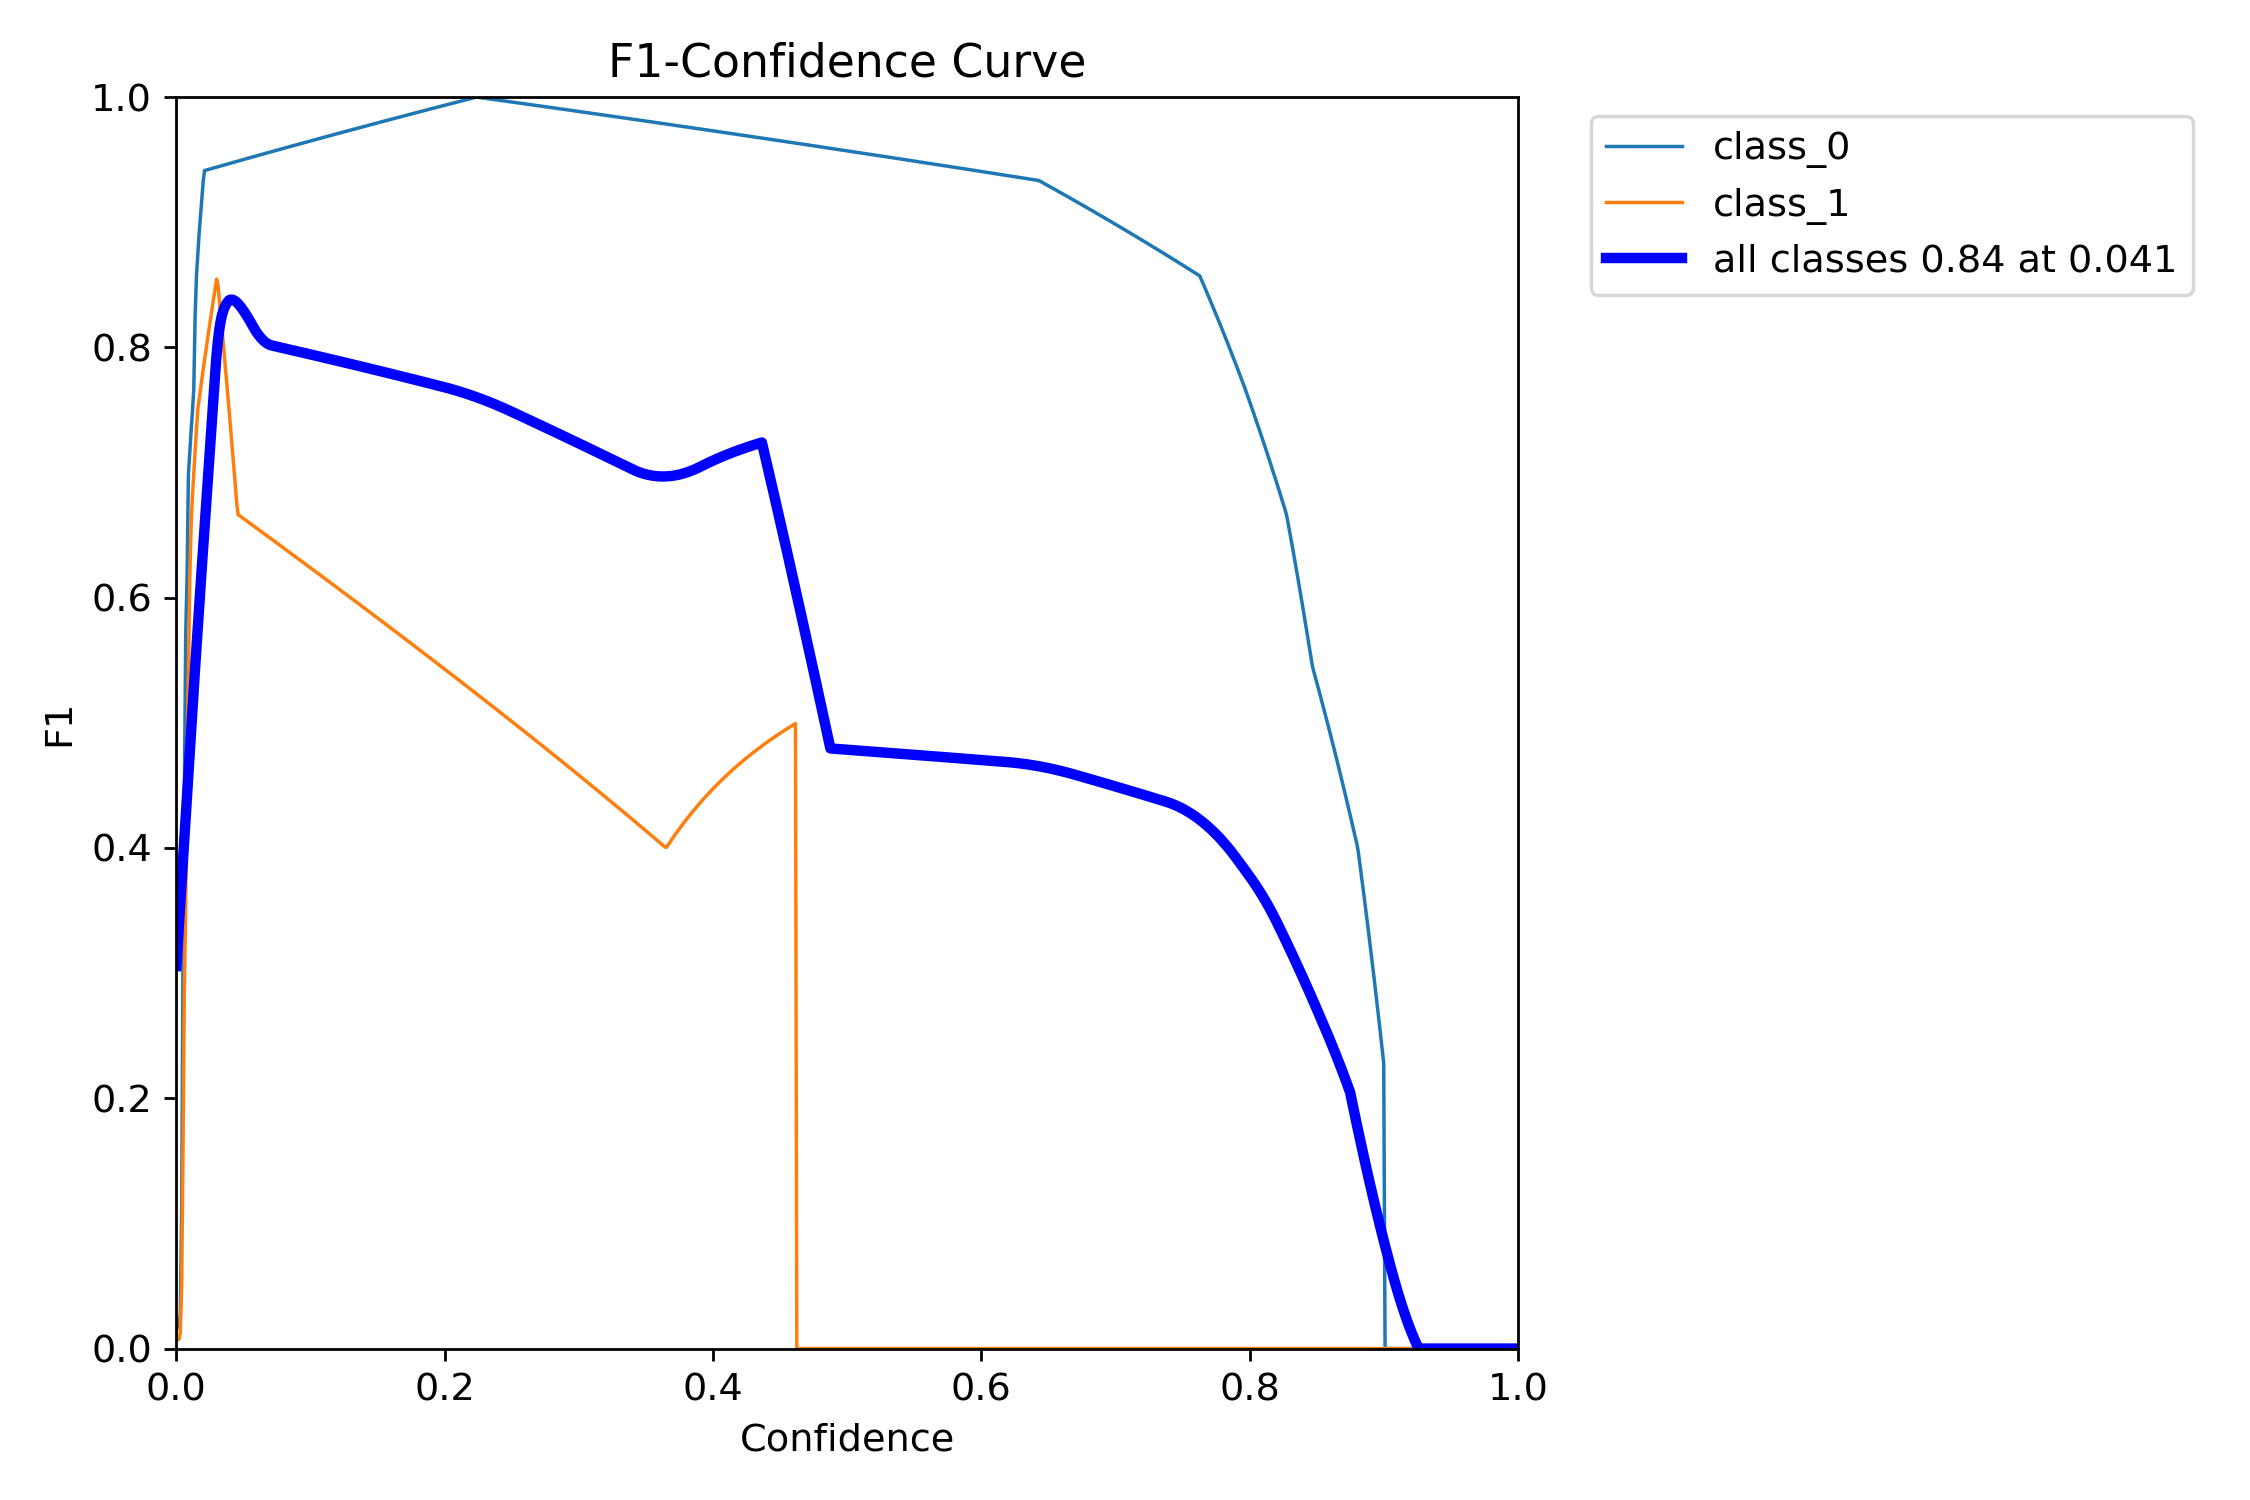 F1-Confidence Curve
1.0
0.8
0.6
0.4
0.2
0.0
F1
0.0 0.2 0.4 0.6 0.8 1.0
Confidence
class_0
class_1
all classes 0.84 at 0.041